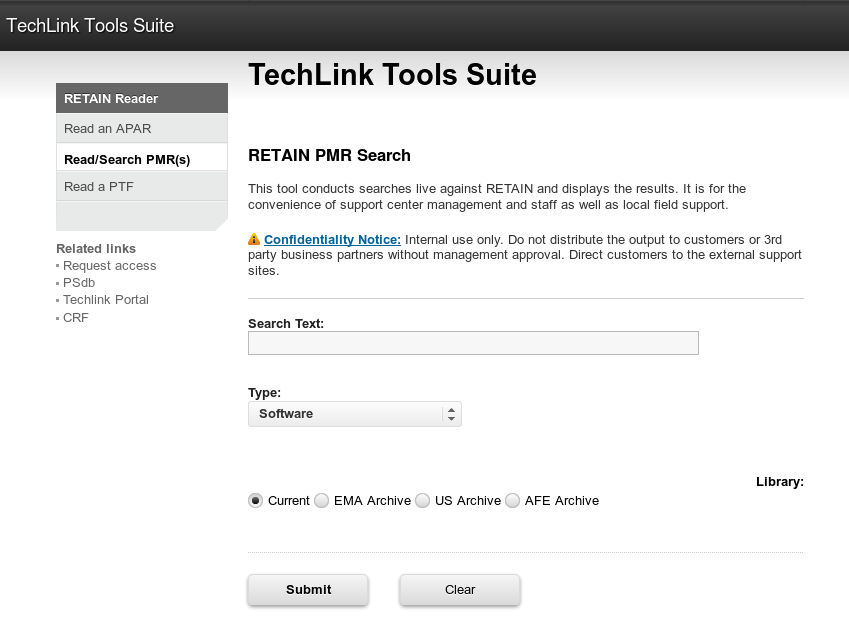 TechLink Tools Suite
TechLink Tools Suite
RETAIN Reader
Read an APAR
Read/Search PMR(s)
Read a PTF
Related links
Request access
PSdb
Techlink Portal
CRF
RETAIN PMR Search
This tool conducts searches live against RETAIN and displays the results. It is for the
convenience of support center management and staff as well as local field support.
Confidentiality Notice: Internal use only. Do not distribute the output to customers or 3rd
party business partners without management approval. Direct customers to the external support
sites.
Search Text:
Type:
Software
Library:
Current EMA Archive US Archive AFE Archive
Submit Clear